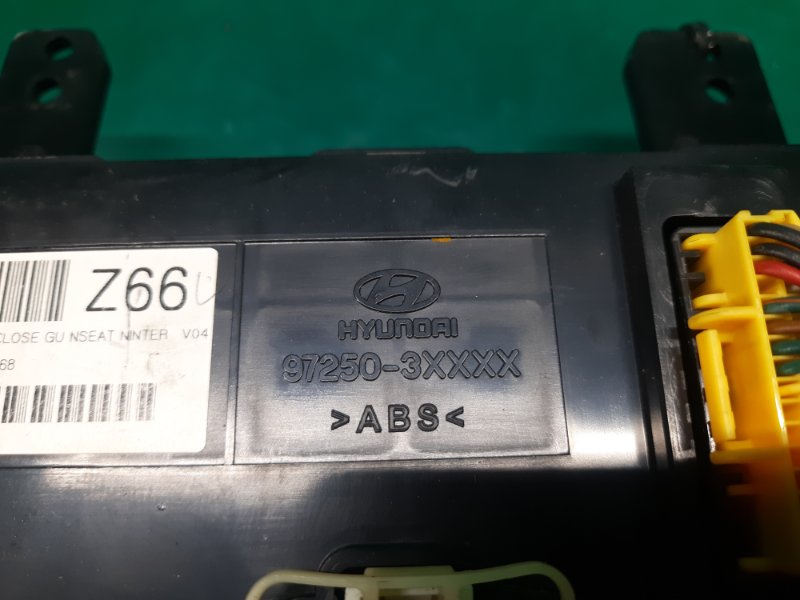 Z66
CLOSE GU NSEAT NINTER V04
68
HYUNDAI
97250-3XXXX
>ABS<